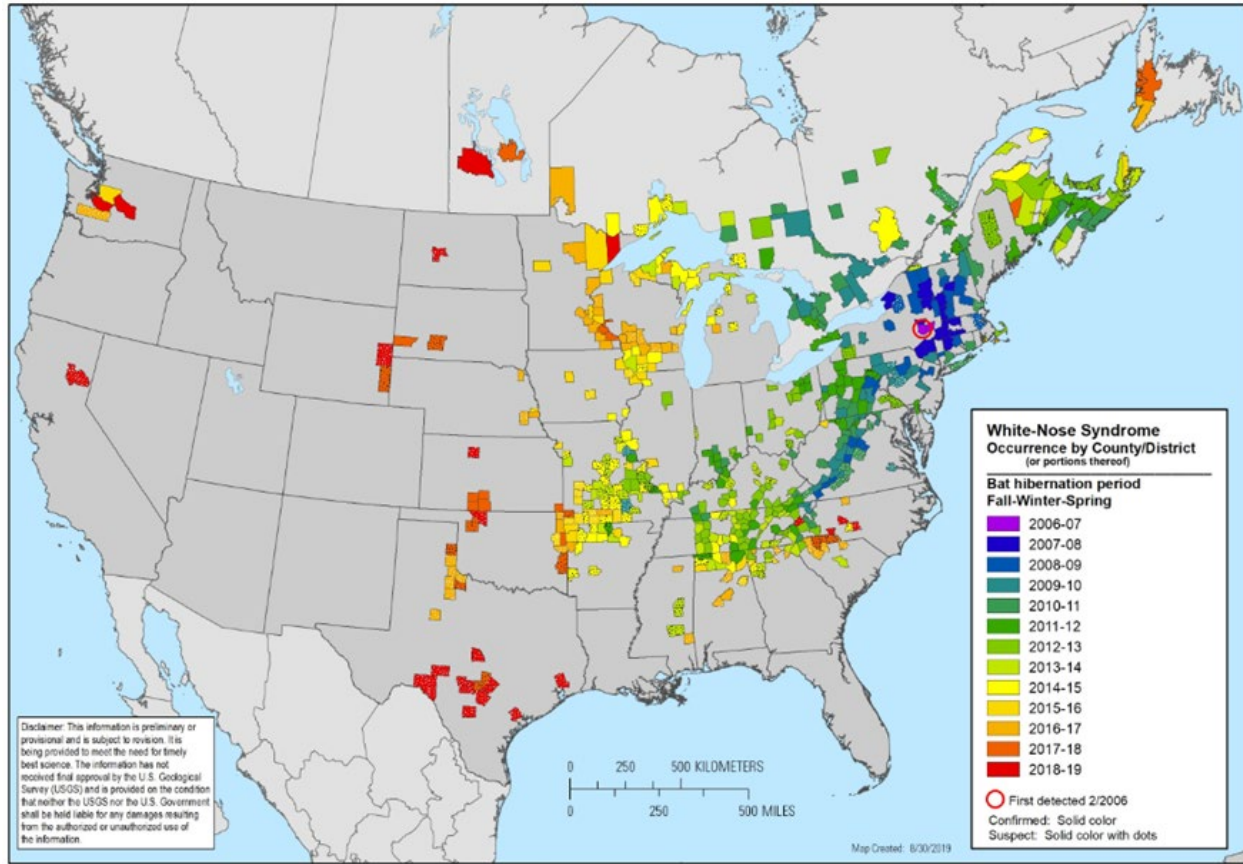 White-Nose Syndrome
Occurrence by County/District
(or portions thereof)
Bat hibernation period
Fall-Winter-Spring
2006-07
2007-08
2008-09
2009-10
2010-11
2011-12
2012-13
2013-14
2014-15
2015-16
2016-17
2017-18
2018-19
First detected 2/2006
Confirmed: Solid color
Suspect: Solid color with dots
Disclaimer: This information is preliminary or
provisional and is subject to revision. It is
being provided to meet the need for timely
best science. The information has not
received final approval by the U.S. Geological
Survey (USGS) and is provided on the condition
that neither the USGS nor the U.S. Government
shall be held liable for any damages resulting
from the authorized or unauthorized use of
the information.
0 250 500 KILOMETERS
0 250 500 MILES
Map Created: 8/30/2019